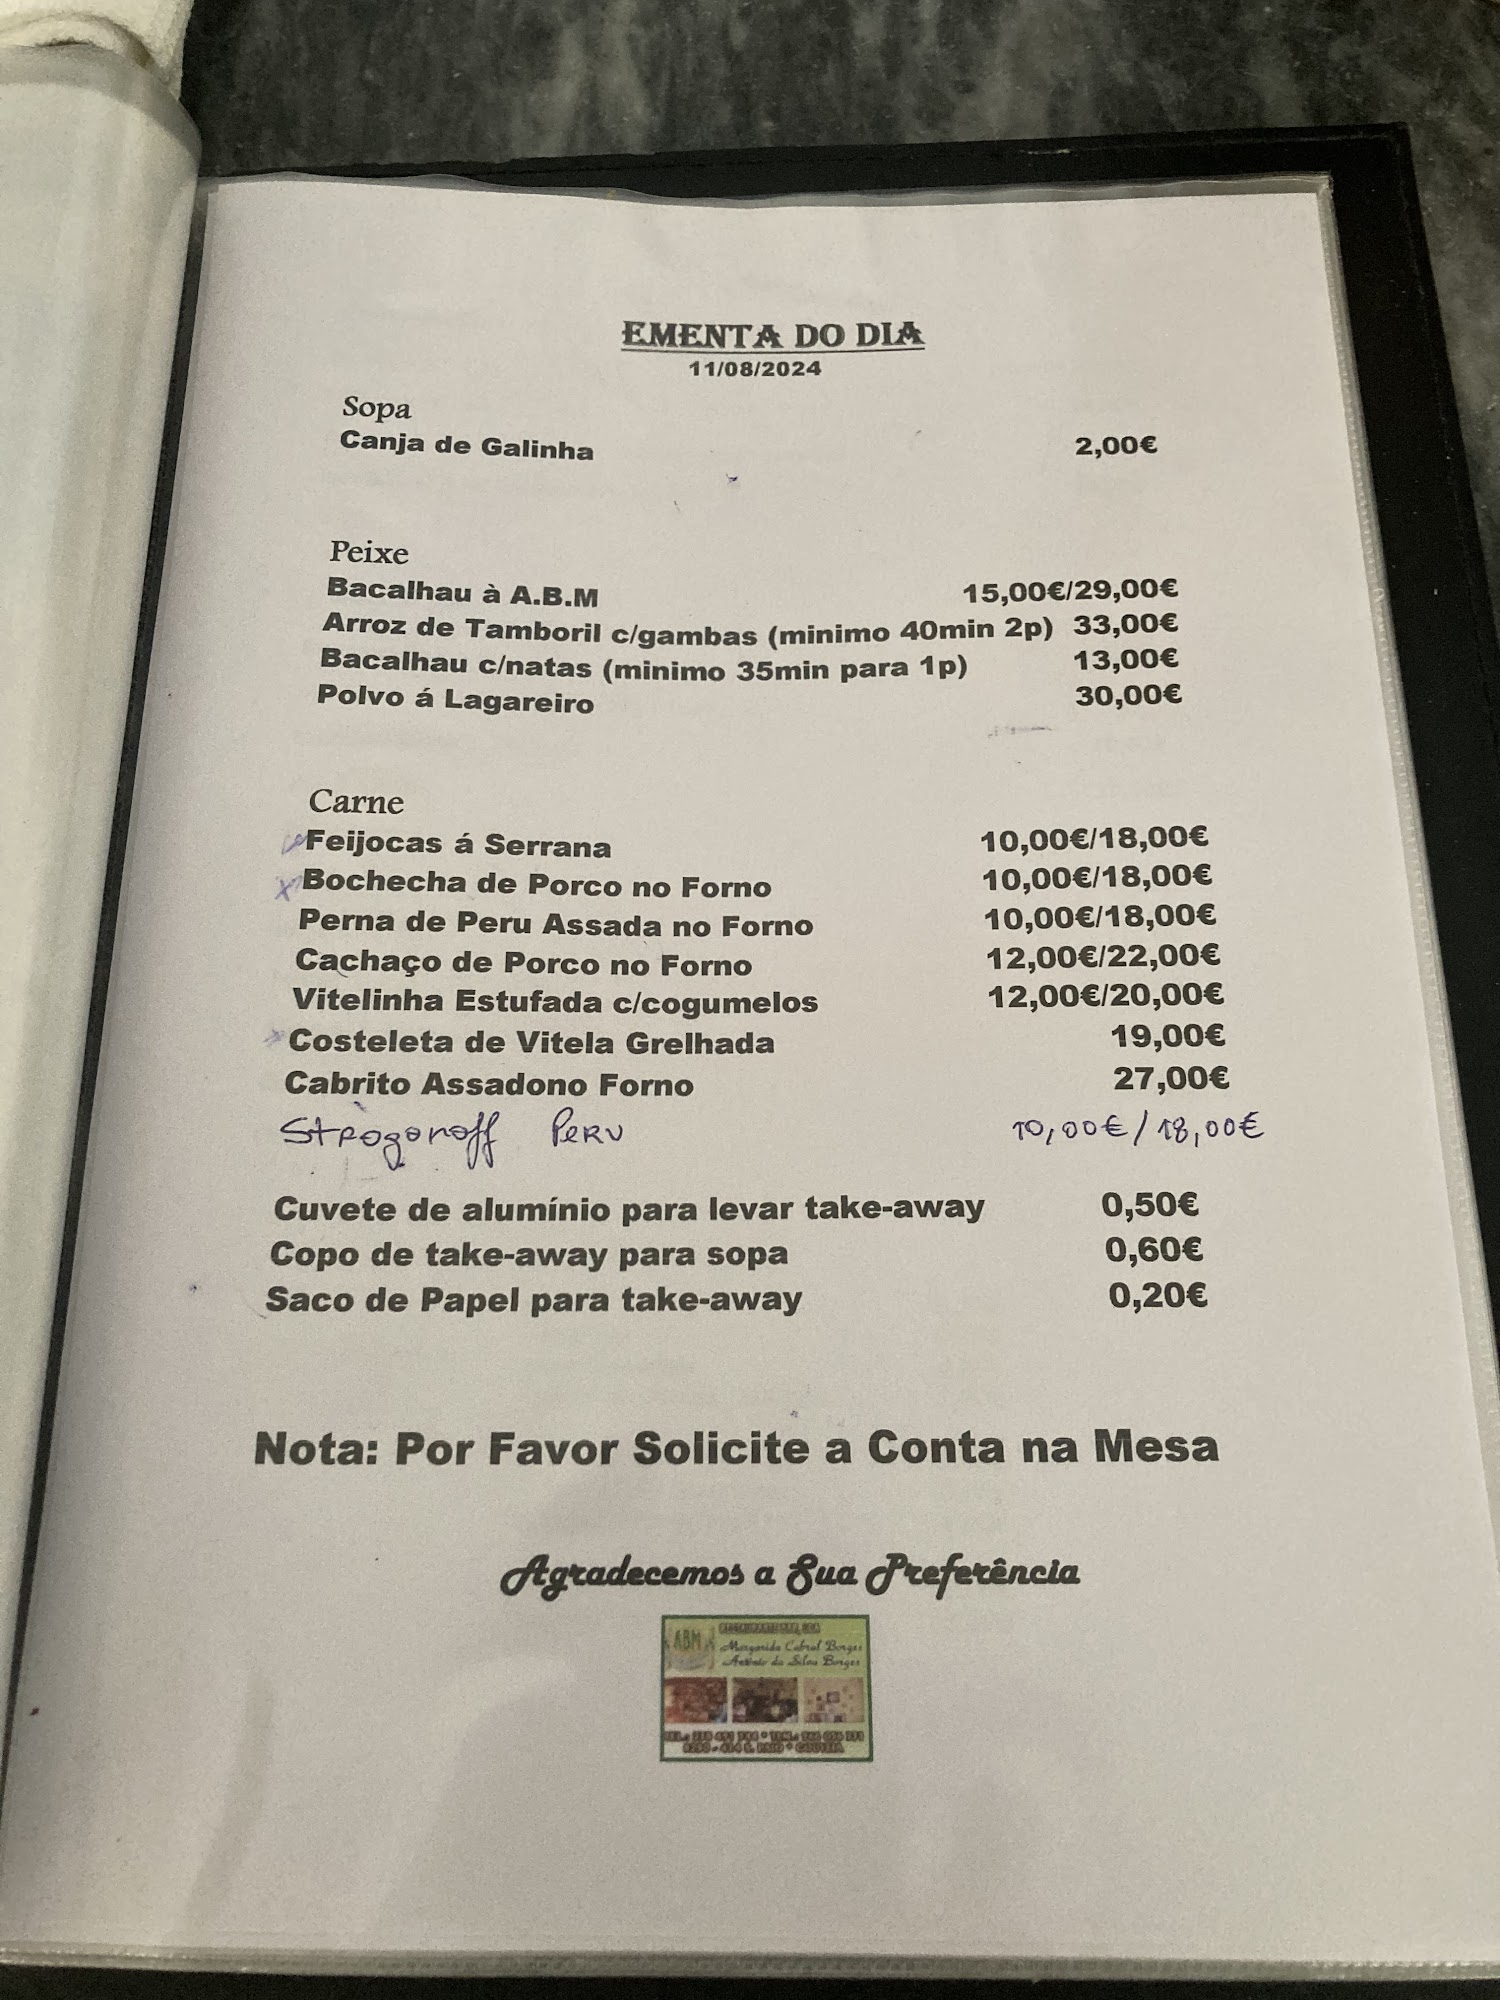 EMENTA DO DIA
11/08/2024
Sopa
Canja de Galinha 2,00€
Peixe
Bacalhau à A.B.M 15,00€/29,00€
Arroz de Tamboril c/gambas (minimo 40min 2p) 33,00€
Bacalhau c/natas (minimo 35min para 1p) 13,00€
Polvo á Lagareiro 30,00€
Carne
Feijocas á Serrana 10,00€/18,00€
Bochecha de Porco no Forno 10,00€/18,00€
Perna de Peru Assada no Forno 10,00€/18,00€
Cachaço de Porco no Forno 12,00€/22,00€
Vitelinha Estufada c/cogumelos 12,00€/20,00€
Costeleta de Vitela Grelhada 19,00€
Cabrito Assadono Forno 27,00€
Strogonoff Peru 10,00€/18,00€
Cuvete de alumínio para levar take-away 0,50€
Copo de take-away para sopa 0,60€
Saco de Papel para take-away 0,20€
Nota: Por Favor Solicite a Conta na Mesa
Agradecemos a Sua Preferência
ABM
Margarida Cabral Borges
António da Silva Borges